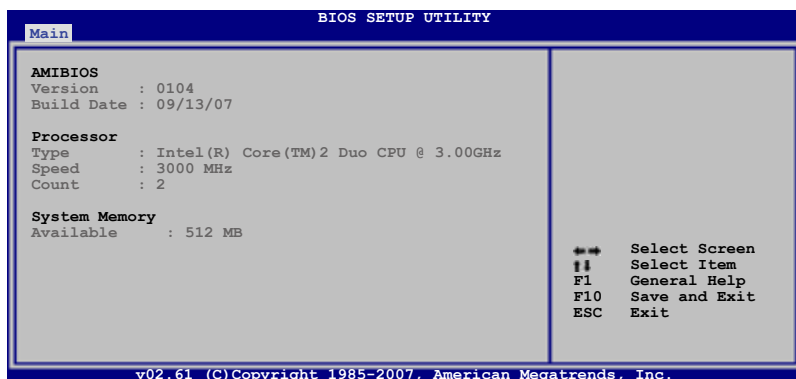 BIOS SETUP UTILITY
Main
AMIBIOS
Version : 0104
Build Date : 09/13/07
Processor
Type : Intel(R) Core(TM)2 Duo CPU @ 3.00GHz
Speed : 3000 MHz
Count : 2
System Memory
Available : 512 MB
←→ Select Screen
↑↓ Select Item
F1 General Help
F10 Save and Exit
ESC Exit
v02.61 (C)Copyright 1985-2007, American Megatrends, Inc.